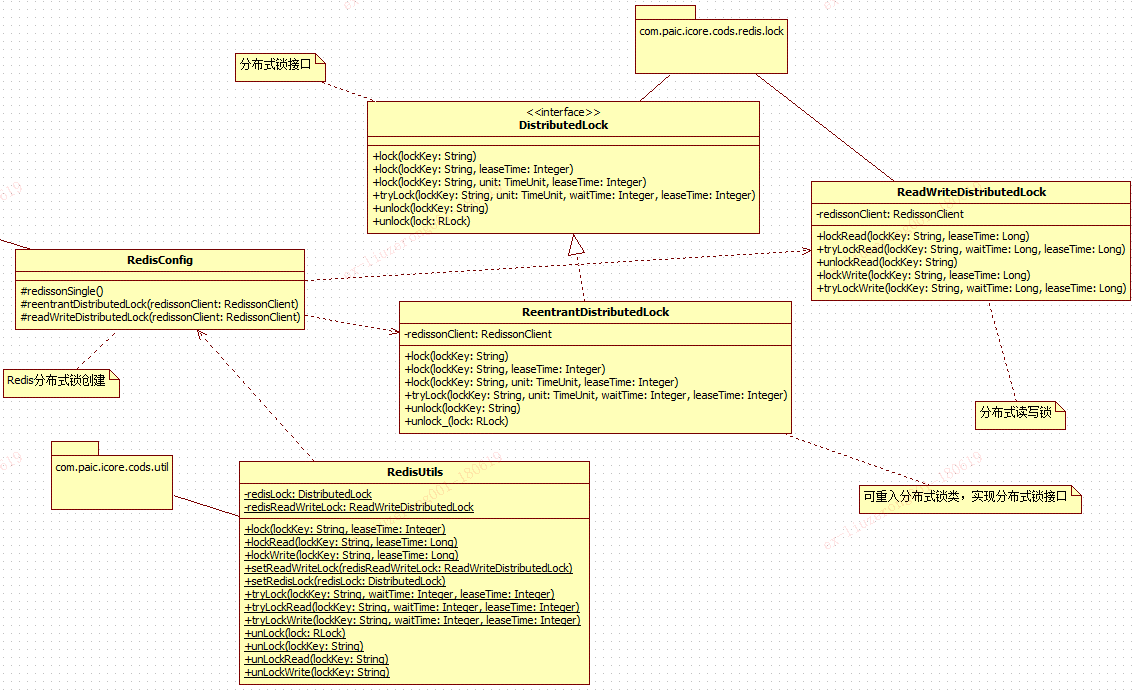 com.paic.icore.cods.redis.lock
分布式锁接口
<<interface>>
DistributedLock
+lock(lockKey: String)
+lock(lockKey: String, leaseTime: Integer)
+lock(lockKey: String, unit: TimeUnit, leaseTime: Integer)
+tryLock(lockKey: String, unit: TimeUnit, waitTime: Integer, leaseTime: Integer)
+unlock(lockKey: String)
+unlock(lock: RLock)
ReadWriteDistributedLock
-redissonClient: RedissonClient
+lockRead(lockKey: String, leaseTime: Long)
+tryLockRead(lockKey: String, waitTime: Long, leaseTime: Long)
+unlockRead(lockKey: String)
+lockWrite(lockKey: String, leaseTime: Long)
+tryLockWrite(lockKey: String, waitTime: Long, leaseTime: Long)
RedisConfig
#redissonSingle()
#reentrantDistributedLock(redissonClient: RedissonClient)
#readWriteDistributedLock(redissonClient: RedissonClient)
ReentrantDistributedLock
-redissonClient: RedissonClient
+lock(lockKey: String)
+lock(lockKey: String, leaseTime: Integer)
+lock(lockKey: String, unit: TimeUnit, leaseTime: Integer)
+tryLock(lockKey: String, unit: TimeUnit, waitTime: Integer, leaseTime: Integer)
+unlock(lockKey: String)
+unlock_(lock: RLock)
Redis分布式锁创建
分布式读写锁
com.paic.icore.cods.util
RedisUtils
-redisLock: DistributedLock
-redisReadWriteLock: ReadWriteDistributedLock
+lock(lockKey: String, leaseTime: Integer)
+lockRead(lockKey: String, leaseTime: Long)
+lockWrite(lockKey: String, leaseTime: Long)
+setReadWriteLock(redisReadWriteLock: ReadWriteDistributedLock)
+setRedisLock(redisLock: DistributedLock)
+tryLock(lockKey: String, waitTime: Integer, leaseTime: Integer)
+tryLockRead(lockKey: String, waitTime: Integer, leaseTime: Integer)
+tryLockWrite(lockKey: String, waitTime: Integer, leaseTime: Integer)
+unLock(lock: RLock)
+unLock(lockKey: String)
+unLockRead(lockKey: String)
+unLockWrite(lockKey: String)
可重入分布式锁类，实现分布式锁接口